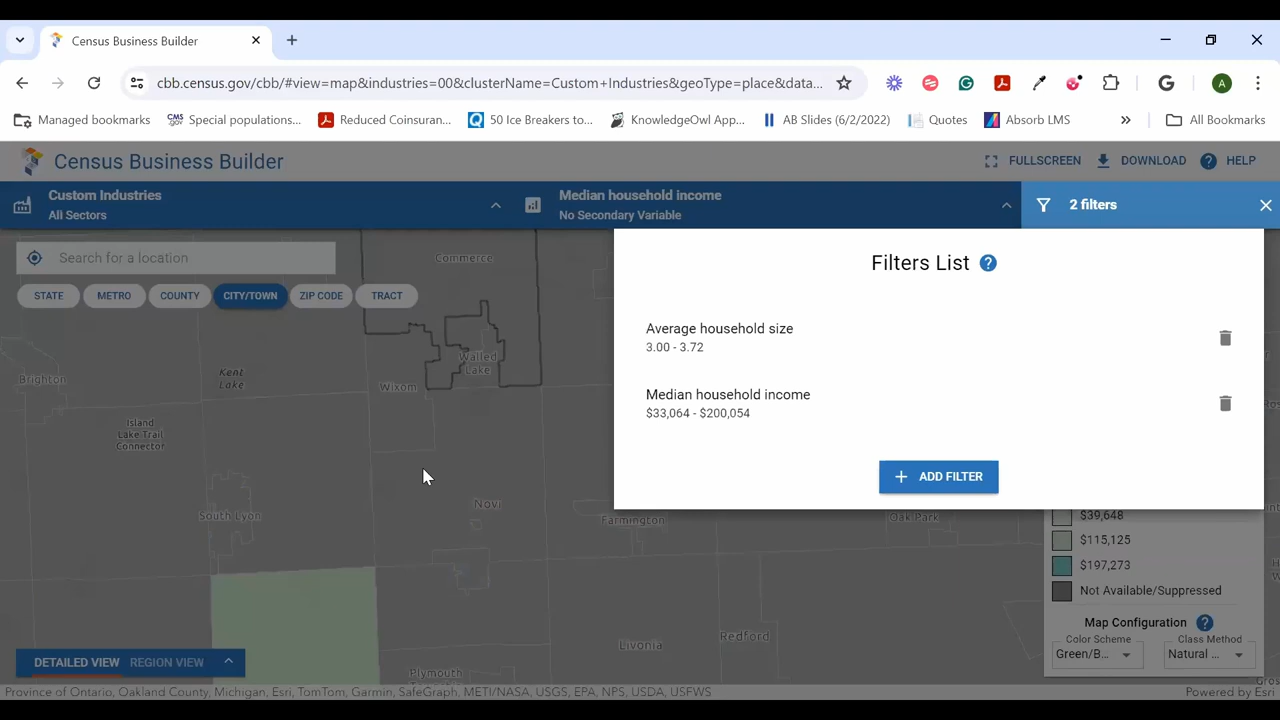 Census Business Builder
cbb.census.gov/cbb/#view=map&industries=00&clusterName=Custom+Industries&geoType=place&data...
Managed bookmarks
Special populations...
Reduced Coinsuran...
50 Ice Breakers to...
KnowledgeOwl App...
AB Slides (6/2/2022)
Quotes
Absorb LMS
All Bookmarks
Census Business Builder
FULLSCREEN
DOWNLOAD
HELP
Custom Industries
All Sectors
Median household income
No Secondary Variable
2 filters
Search for a location
STATE
METRO
COUNTY
CITY/TOWN
ZIP CODE
TRACT
Filters List
Average household size
3.00 - 3.72
Median household income
$33,064 - $200,054
+ ADD FILTER
Commerce
Walled
Lake
Wixom
Kent
Lake
Brighton
Island
Lake Trail
Connector
Novi
South Lyon
Farmington
Oak Park
Livonia
Redford
Plymouth
$39,648
$115,125
$197,273
Not Available/Suppressed
Map Configuration
Color Scheme
Green/B...
Class Method
Natural ...
DETAILED VIEW
REGION VIEW
Province of Ontario, Oakland County, Michigan, Esri, TomTom, Garmin, SafeGraph, METI/NASA, USGS, EPA, NPS, USDA, USFWS
Powered by Esri